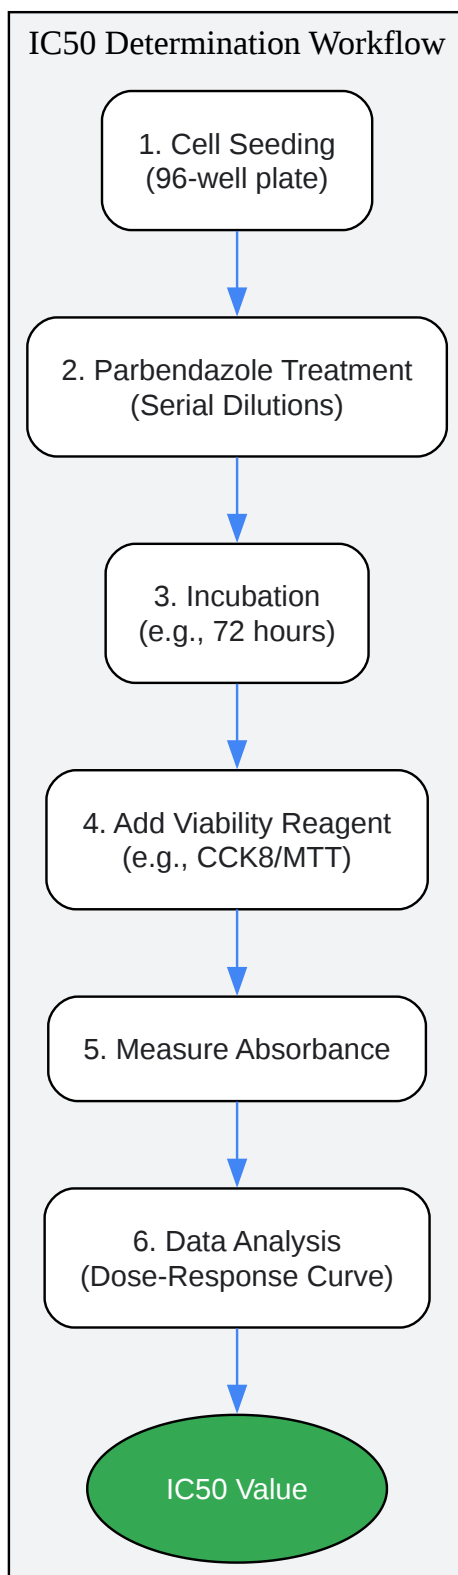 IC50 Determination Workflow
1. Cell Seeding
(96-well plate)
2. Parbendazole Treatment
(Serial Dilutions)
3. Incubation
(e.g., 72 hours)
4. Add Viability Reagent
(e.g., CCK8/MTT)
5. Measure Absorbance
6. Data Analysis
(Dose-Response Curve)
IC50 Value